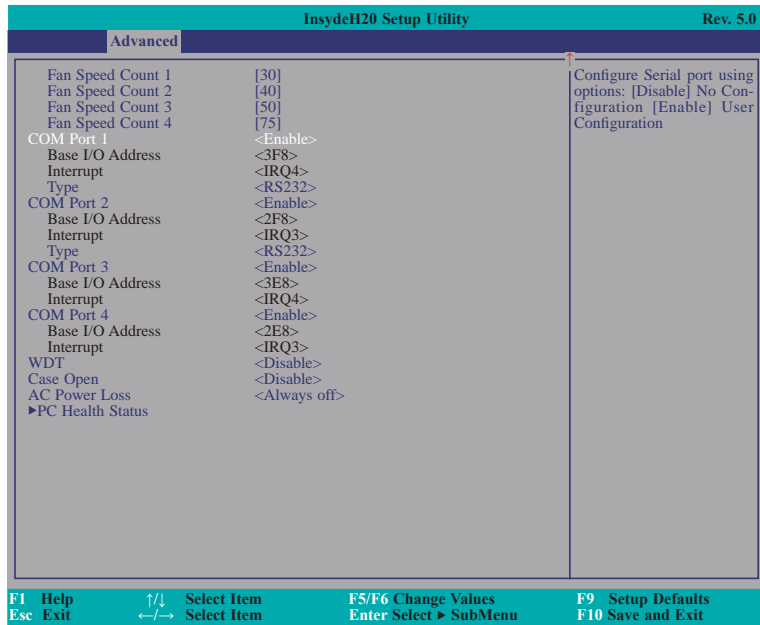 InsydeH20 Setup Utility Rev. 5.0
Advanced
Fan Speed Count 1 [30]
Fan Speed Count 2 [40]
Fan Speed Count 3 [50]
Fan Speed Count 4 [75]
COM Port 1 <Enable>
Base I/O Address <3F8>
Interrupt <IRQ4>
Type <RS232>
COM Port 2 <Enable>
Base I/O Address <2F8>
Interrupt <IRQ3>
Type <RS232>
COM Port 3 <Enable>
Base I/O Address <3E8>
Interrupt <IRQ4>
COM Port 4 <Enable>
Base I/O Address <2E8>
Interrupt <IRQ3>
WDT <Disable>
Case Open <Disable>
AC Power Loss <Always off>
►PC Health Status
↑
Configure Serial port using
options: [Disable] No Con-
figuration [Enable] User
Configuration
F1 Help ↑/↓ Select Item F5/F6 Change Values F9 Setup Defaults
Esc Exit ←/→ Select Item Enter Select ► SubMenu F10 Save and Exit